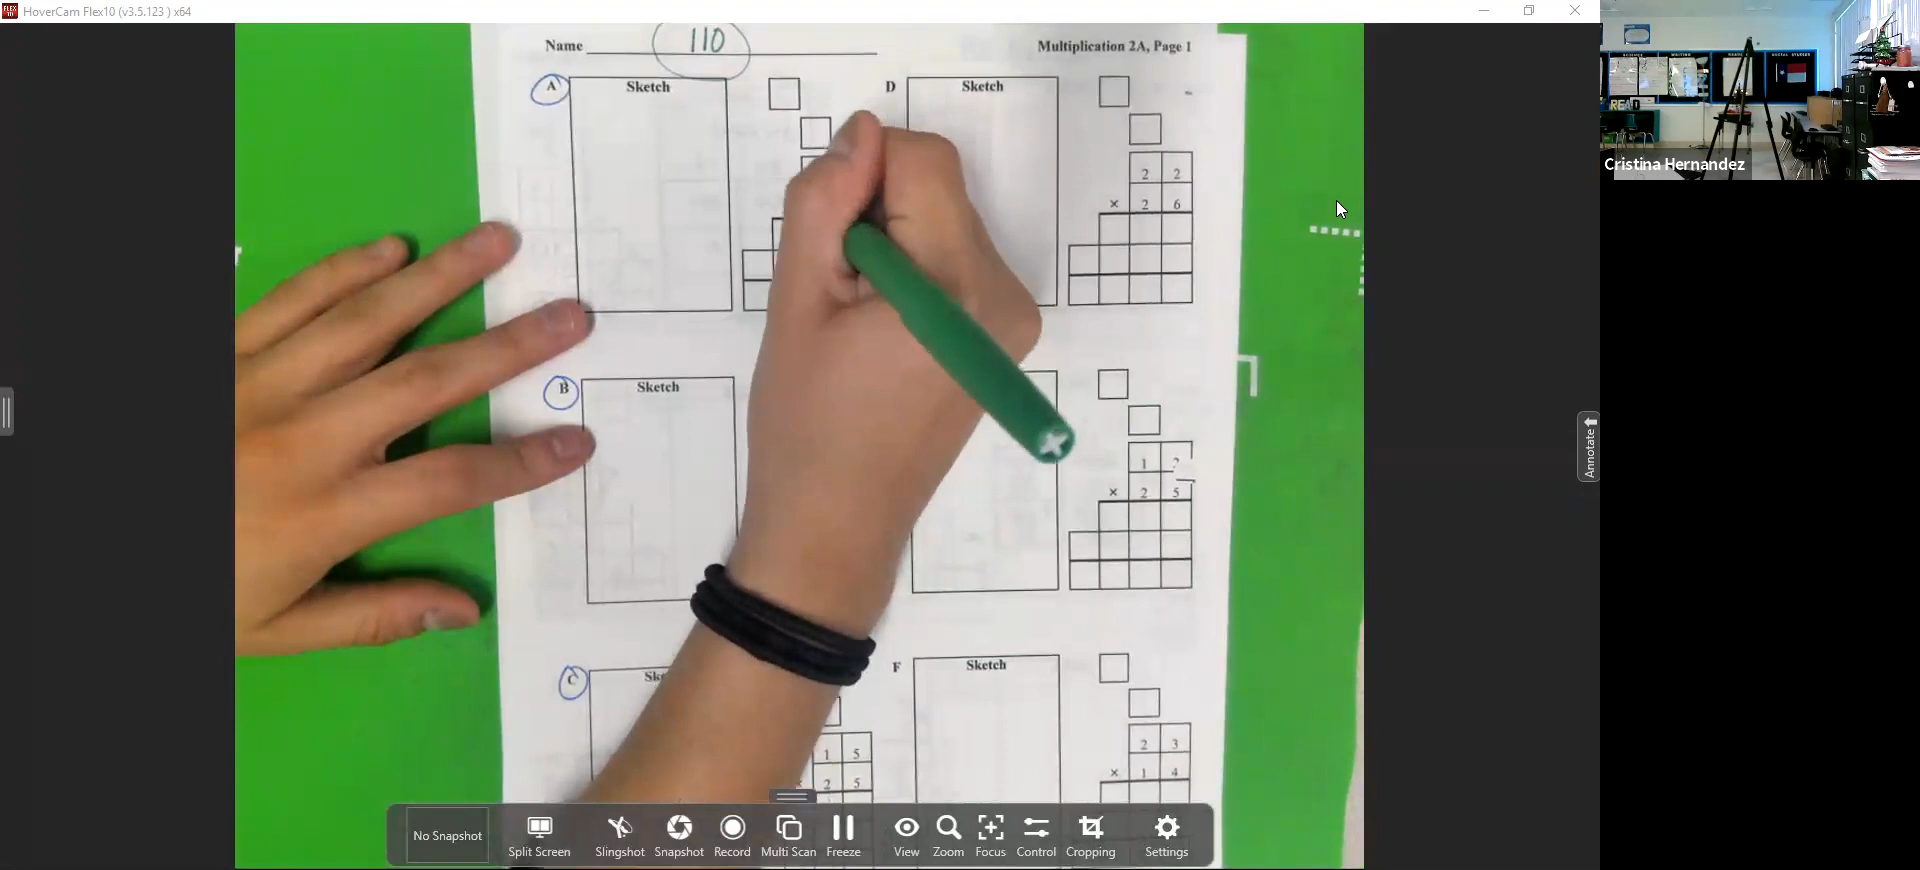 HoverCam Flex10 (v3.5.123 ) x64
Name 110 Multiplication 2A, Page 1
A Sketch
D Sketch
2 2
× 2 6
READ
Cristina Hernandez
B Sketch
1 2
× 2 5
Annotate
C
1 5
2 5
F Sketch
2 3
× 1 4
No Snapshot
Split Screen
Slingshot
Snapshot
Record
Multi Scan
Freeze
View
Zoom
Focus
Control
Cropping
Settings